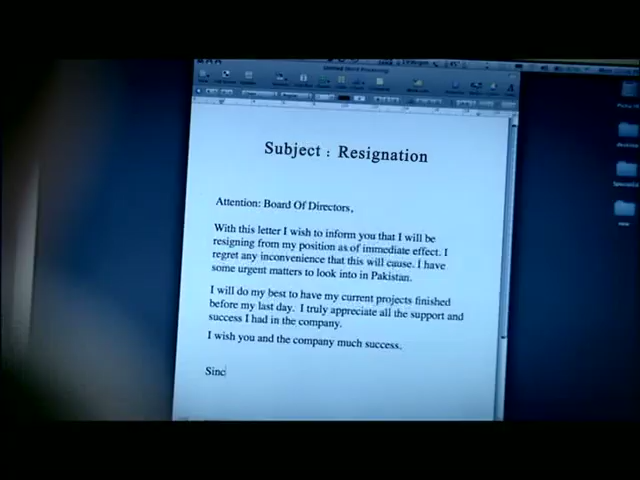 Subject : Resignation
Attention: Board Of Directors,
With this letter I wish to inform you that I will be
resigning from my position as of immediate effect. I
regret any inconvenience that this will cause. I have
some urgent matters to look into in Pakistan.
I will do my best to have my current projects finished
before my last day. I truly appreciate all the support and
success I had in the company.
I wish you and the company much success.
Sinc